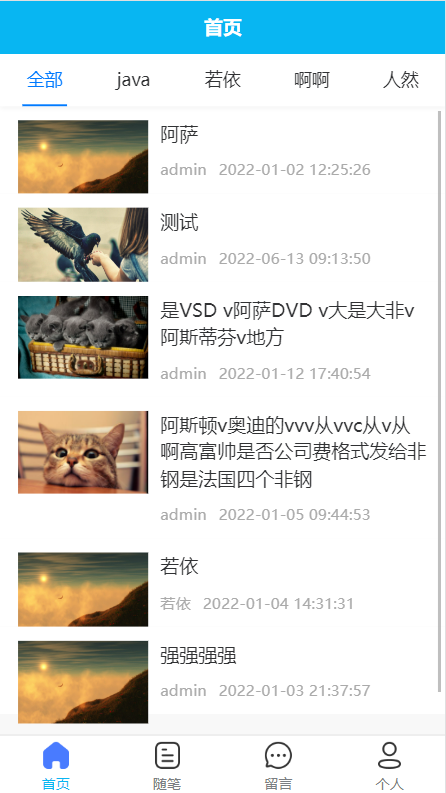 首页
全部 java 若依 啊啊 人然
阿萨
admin 2022-01-02 12:25:26
测试
admin 2022-06-13 09:13:50
是VSD v阿萨DVD v大是大非v
阿斯蒂芬v地方
admin 2022-01-12 17:40:54
阿斯顿v奥迪的vvv从vvc从v从
啊高富帅是否公司费格式发给非
钢是法国四个非钢
admin 2022-01-05 09:44:53
若依
若依 2022-01-04 14:31:31
强强强强
admin 2022-01-03 21:37:57
首页 随笔 留言 个人